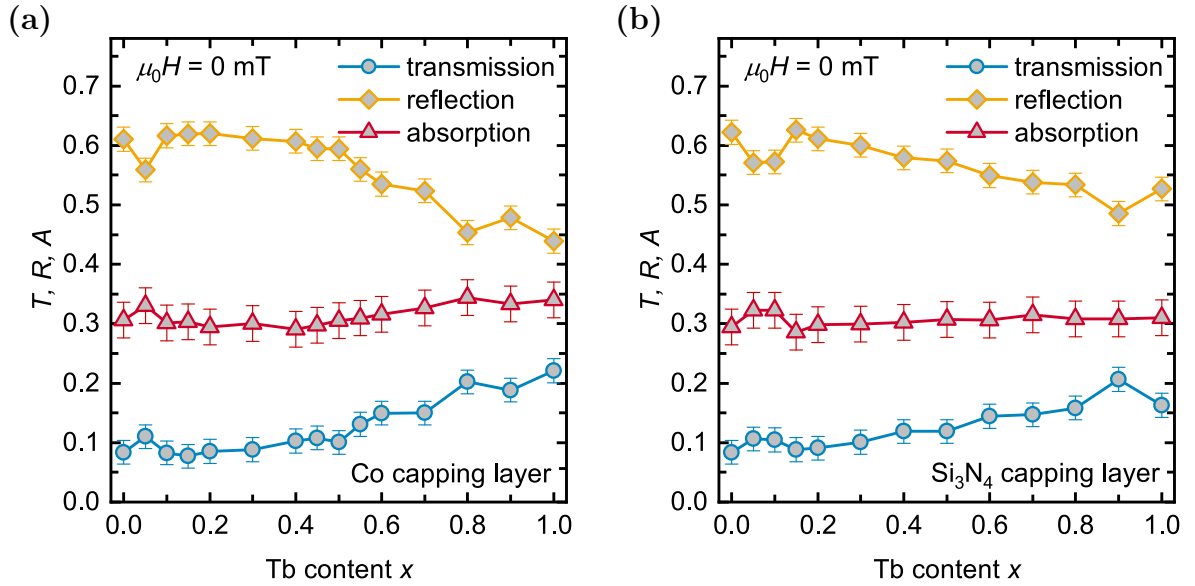 (a)
μ₀H = 0 mT
transmission
reflection
absorption
0.7
0.6
0.5
0.4
0.3
0.2
0.1
0.0
T, R, A
Co capping layer
0.0 0.2 0.4 0.6 0.8 1.0
Tb content x
(b)
μ₀H = 0 mT
transmission
reflection
absorption
0.7
0.6
0.5
0.4
0.3
0.2
0.1
0.0
T, R, A
Si₃N₄ capping layer
0.0 0.2 0.4 0.6 0.8 1.0
Tb content x